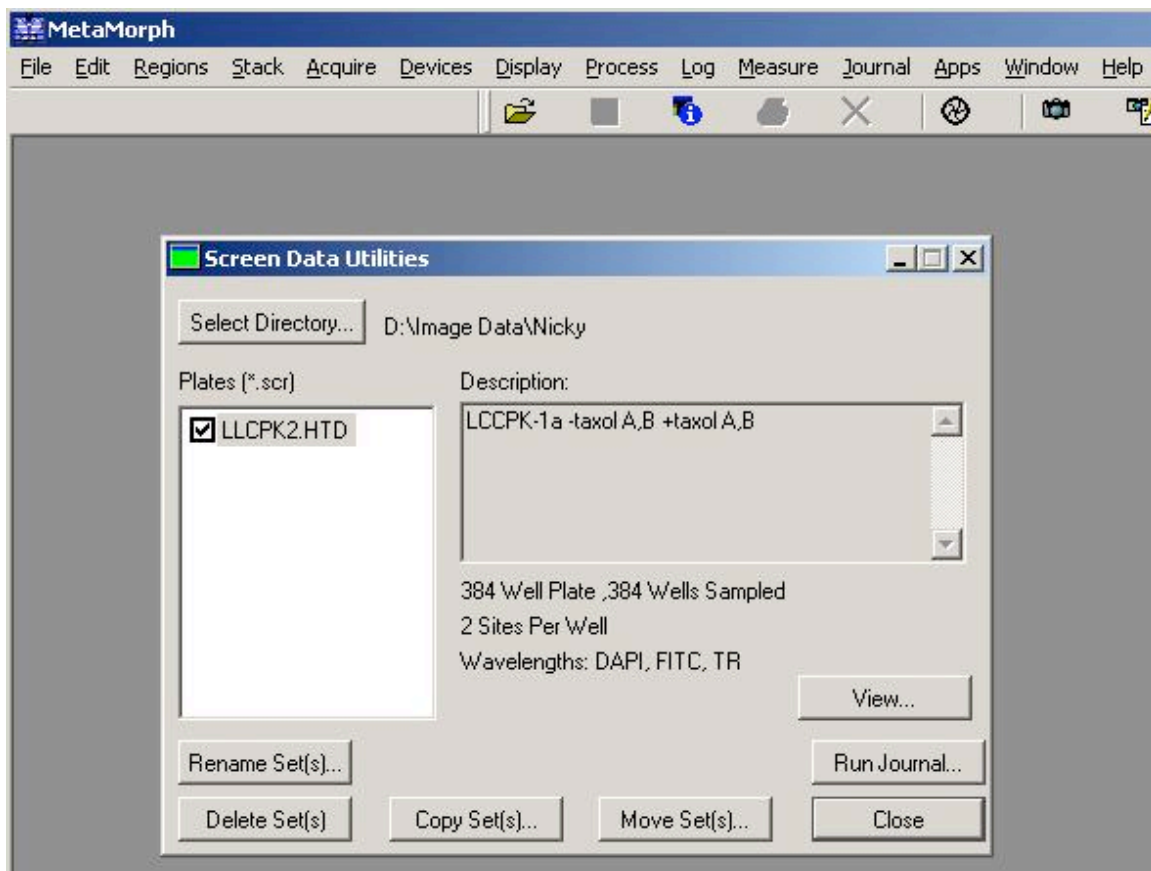 MetaMorph
File Edit Regions Stack Acquire Devices Display Process Log Measure Journal Apps Window Help
Screen Data Utilities
Select Directory... D:\Image Data\Nicky
Plates (*.scr) Description:
LLCPK2.HTD LCCPK-1a -taxol A,B +taxol A,B
384 Well Plate ,384 Wells Sampled
2 Sites Per Well
Wavelengths: DAPI, FITC, TR
View...
Rename Set(s)... Run Journal...
Delete Set(s) Copy Set(s)... Move Set(s)... Close